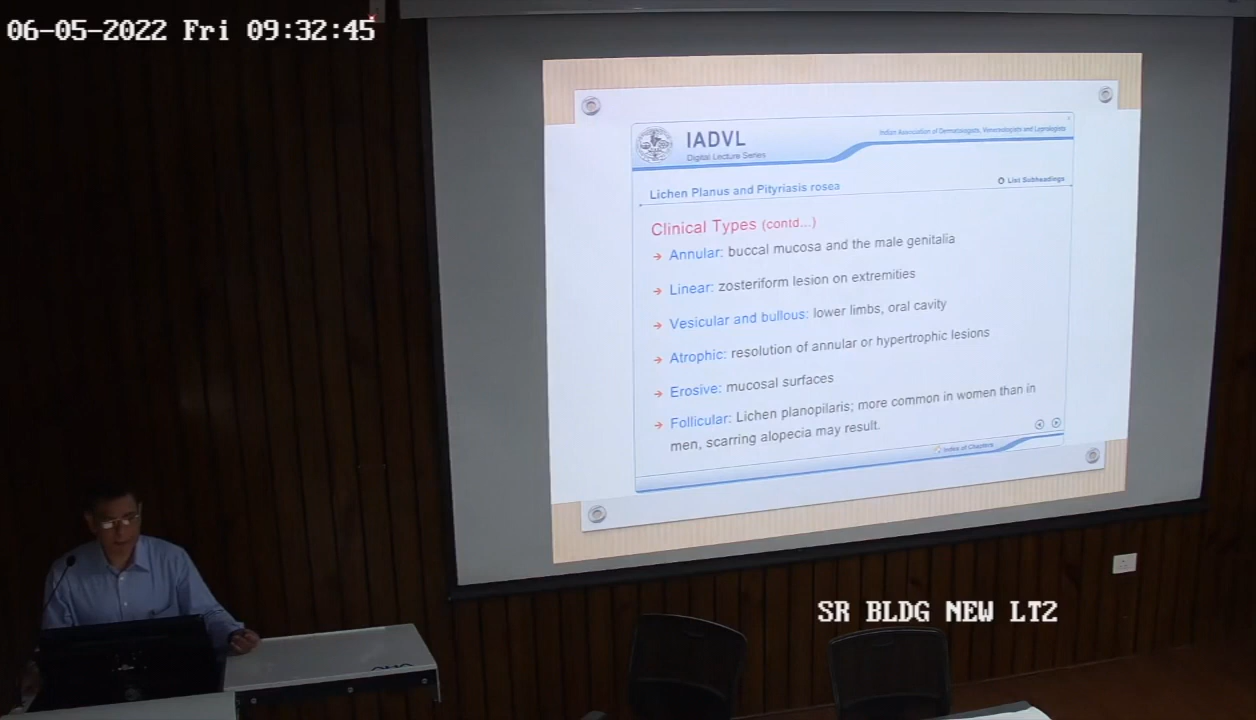 06-05-2022 Fri 09:32:45
IADVL
Digital Lecture Series
Indian Association of Dermatologists, Venereologists and Leprologists
Lichen Planus and Pityriasis rosea
List Subheadings
Clinical Types (contd...)
Annular: buccal mucosa and the male genitalia
Linear: zosteriform lesion on extremities
Vesicular and bullous: lower limbs, oral cavity
Atrophic: resolution of annular or hypertrophic lesions
Erosive: mucosal surfaces
Follicular: Lichen planopilaris; more common in women than in
men, scarring alopecia may result.
Index of Chapters
SR BLDG NEW LT2